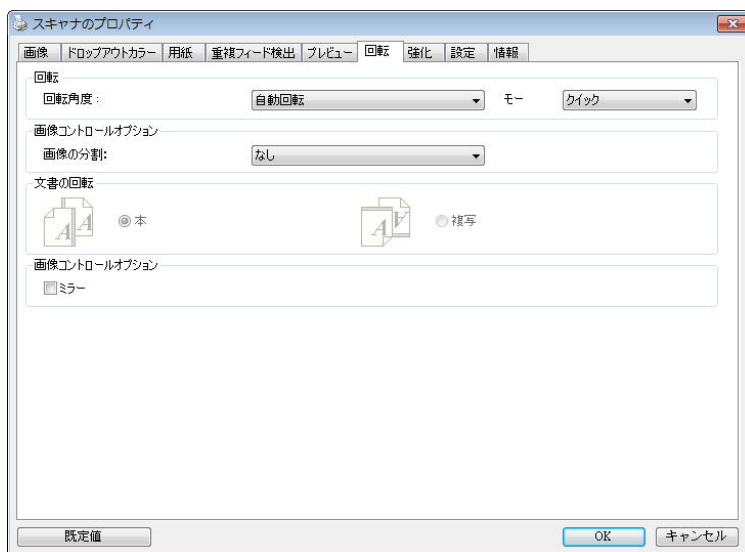 スキャナのプロパティ
画像 ドロップアウトカラー 用紙 重複フィード検出 プレビュー 回転 強化 設定 情報
回転
回転角度: 自動回転 モー クイック
画像コントロールオプション
画像の分割: なし
文書の回転
A A 本 A A 複写
画像コントロールオプション
ミラー
既定値 OK キャンセル